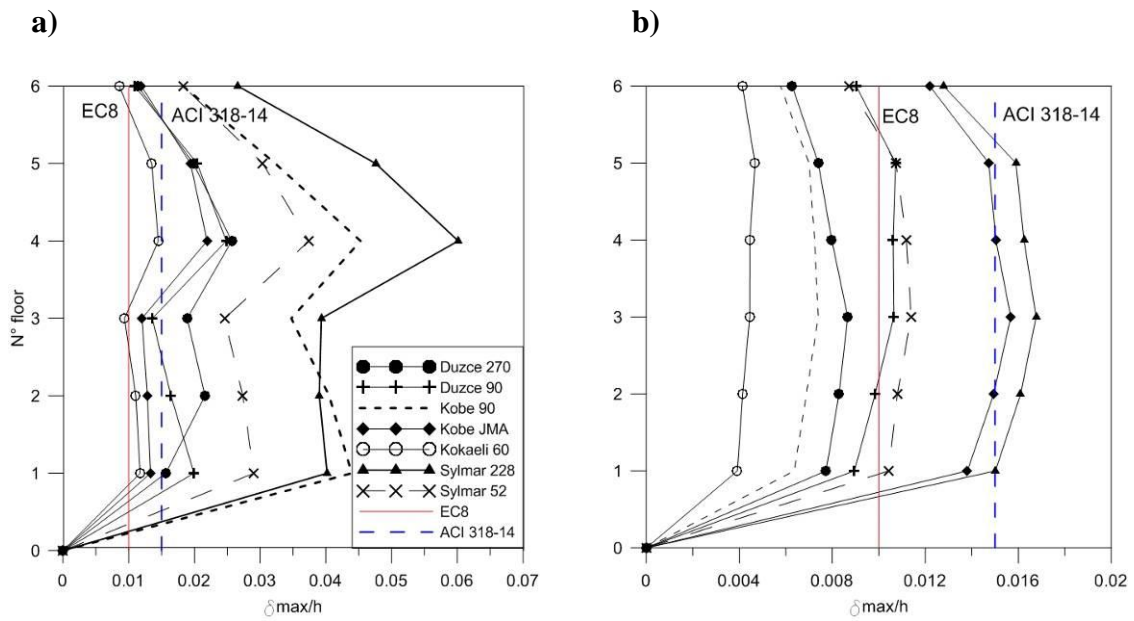 a)
6
5
4
3
2
1
0
N° floor
EC8
ACI 318-14
Duzce 270
Duzce 90
Kobe 90
Kobe JMA
Kokaeli 60
Sylmar 228
Sylmar 52
EC8
ACI 318-14
0 0.01 0.02 0.03 0.04 0.05 0.06 0.07
δmax/h
b)
6
5
4
3
2
1
0
EC8
ACI 318-14
0 0.004 0.008 0.012 0.016 0.02
δmax/h